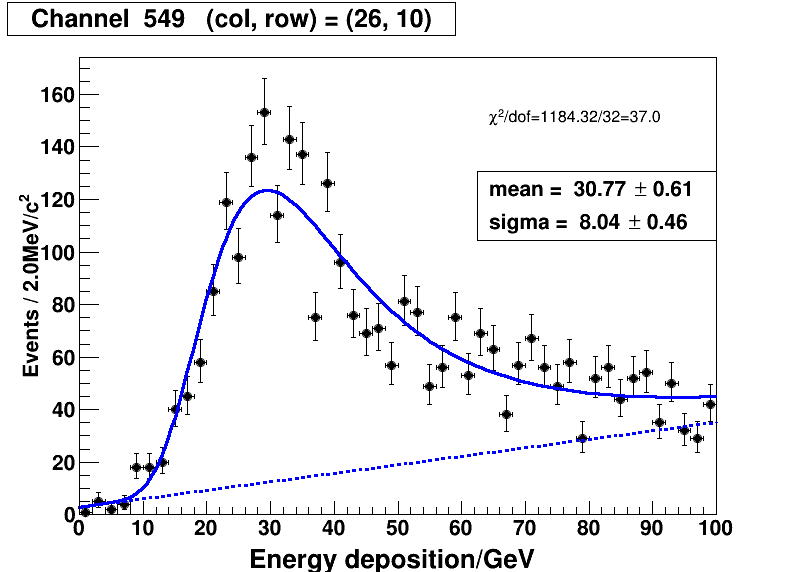 Channel  549   (col, row) = (26, 10)
χ²/dof=1184.32/32=37.0
mean =  30.77 ± 0.61
sigma =  8.04 ± 0.46
Events / 2.0MeV/c²
160
140
120
100
80
60
40
20
0
0 10 20 30 40 50 60 70 80 90 100
Energy deposition/GeV